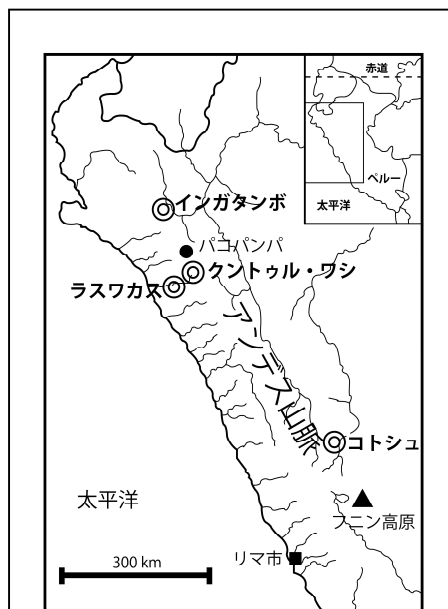 赤道
ペルー
太平洋
インガタンボ
パコパンパ
クントゥル・ワシ
ラスワカス
アンデス山脈
コトシュ
フニン高原
太平洋
リマ市
300 km